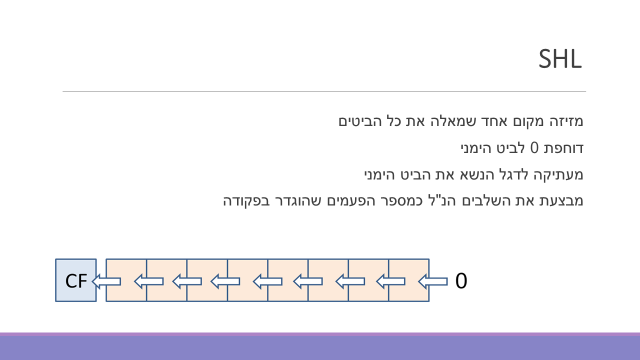 SHL
מזיזה מקום אחד שמאלה את כל הביטים
דוחפת 0 לביט הימני
מעתיקה לדגל הנשא את הביט הימני
מבצעת את השלבים הנ"ל כמספר הפעמים שהוגדר בפקודה
CF 0